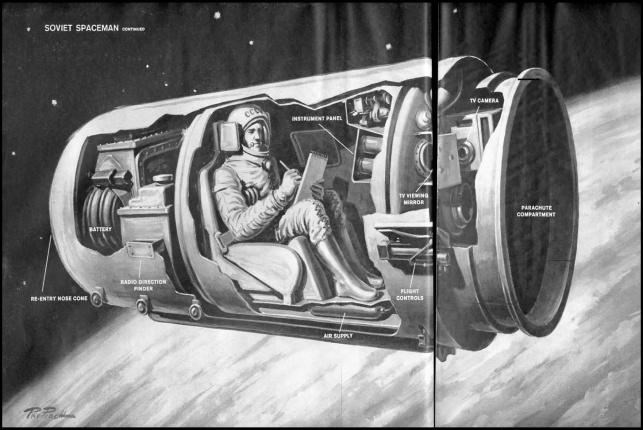 SOVIET SPACEMAN CONTINUED
TV CAMERA
CCC
INSTRUMENT PANEL
TV VIEWING
MIRROR
PARACHUTE
COMPARTMENT
BATTERY
RADIO DIRECTION
FINDER
RE-ENTRY NOSE CONE
FLIGHT
CONTROLS
AIR SUPPLY